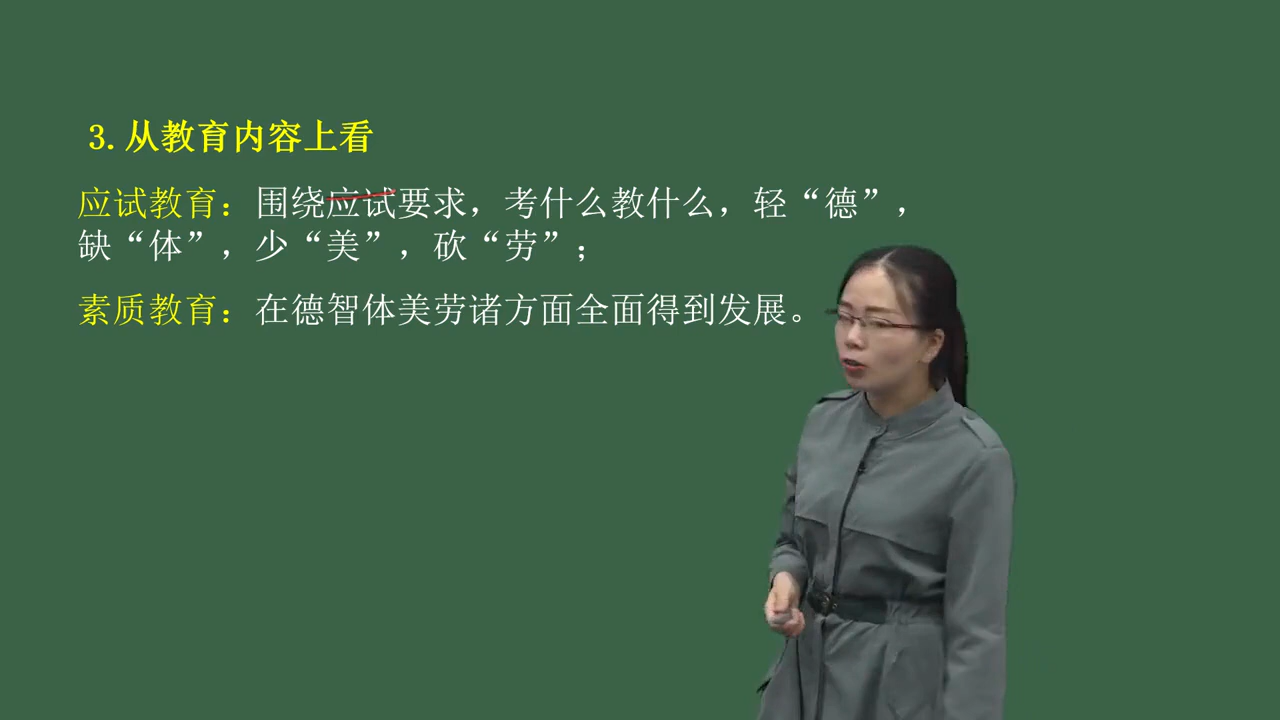 3.从教育内容上看
应试教育：围绕应试要求，考什么教什么，轻“德”，
缺“体”，少“美”，砍“劳”；
素质教育：在德智体美劳诸方面全面得到发展。